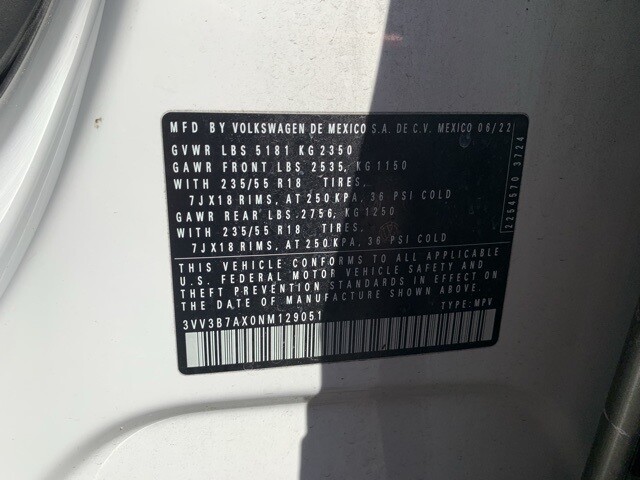 MFD BY VOLKSWAGEN DE MEXICO S.A. DE C.V. MEXICO 06/22
GVWR LBS 5181 KG 2350
GAWR FRONT LBS 2535, KG 1150
WITH 235/55 R18 TIRES,
7JX18 RIMS, AT 250 KPA, 36 PSI COLD
GAWR REAR LBS.2756, KG 1250
WITH 235/55 R18 TIRES,
7JX18 RIMS, AT 250 KPA, 36 PSI COLD
THIS VEHICLE CONFORMS TO ALL APPLICABLE
U.S. FEDERAL MOTOR VEHICLE SAFETY AND
THEFT PREVENTION STANDARDS IN EFFECT ON
THE DATE OF MANUFACTURE SHOWN ABOVE.
3VV3B7AX0NM129051 TYPE: MPV
2254570 3724